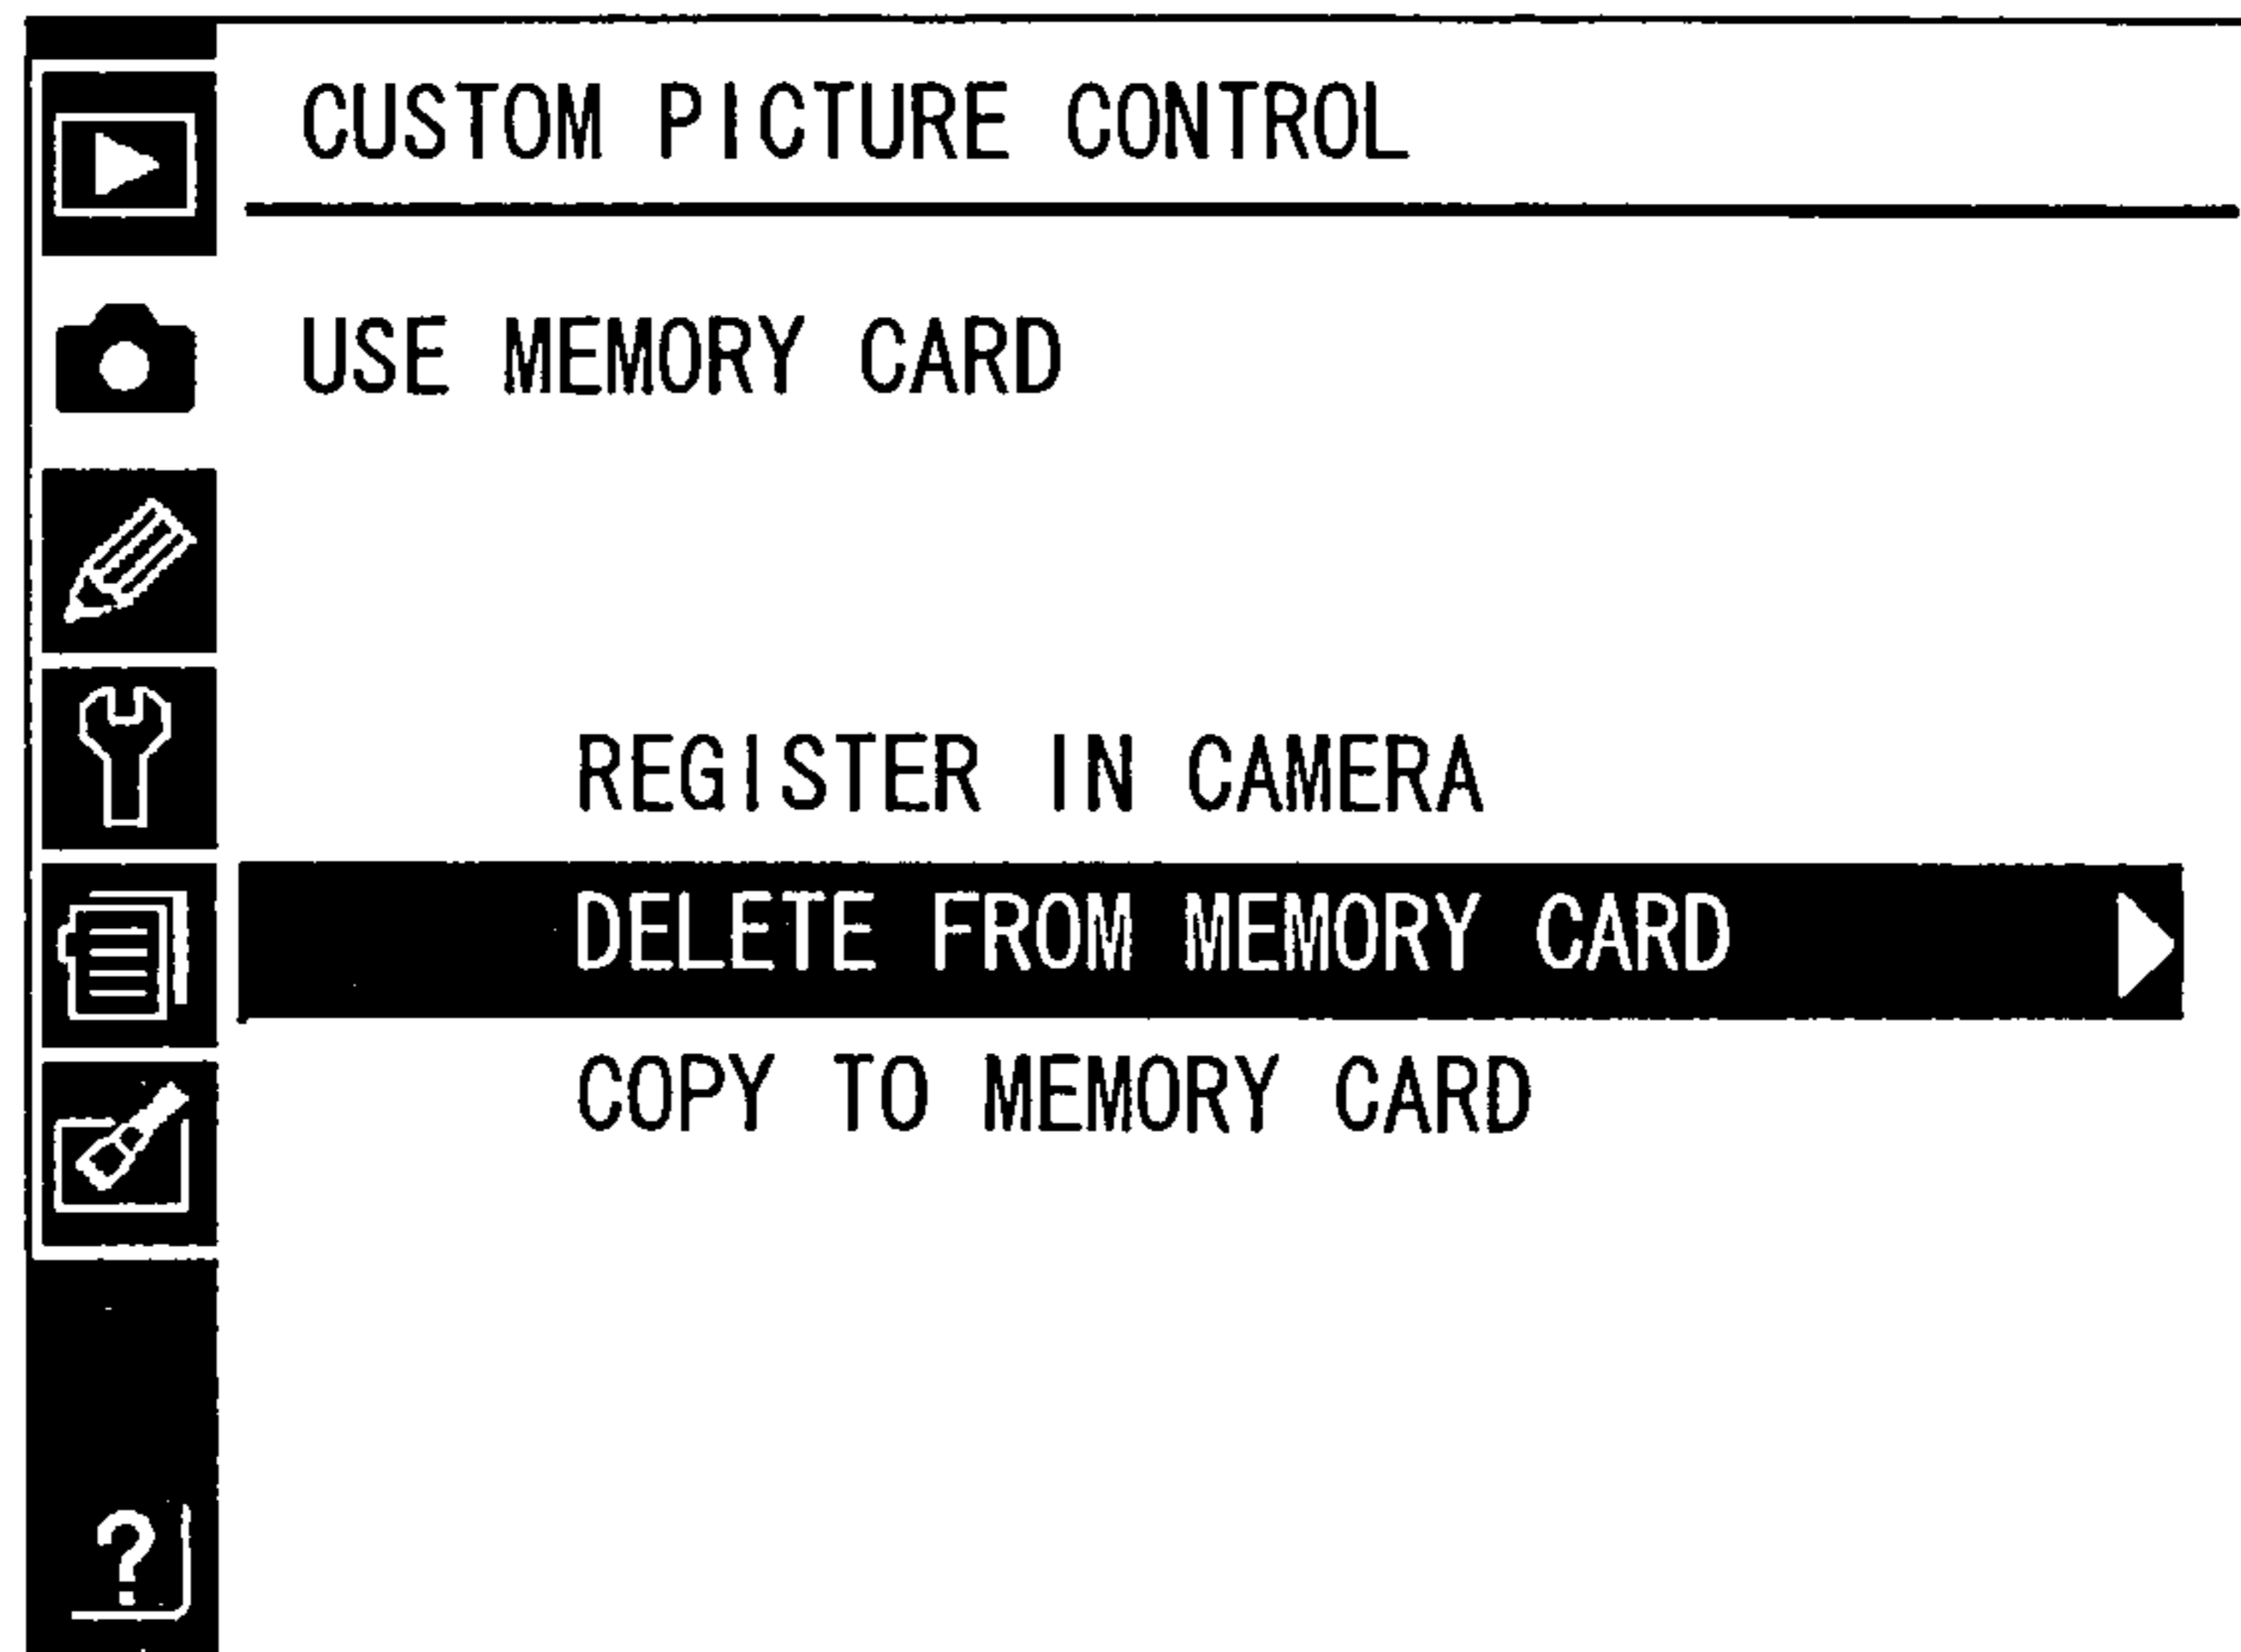 CUSTOM PICTURE CONTROL
USE MEMORY CARD
REGISTER IN CAMERA
DELETE FROM MEMORY CARD
COPY TO MEMORY CARD
?